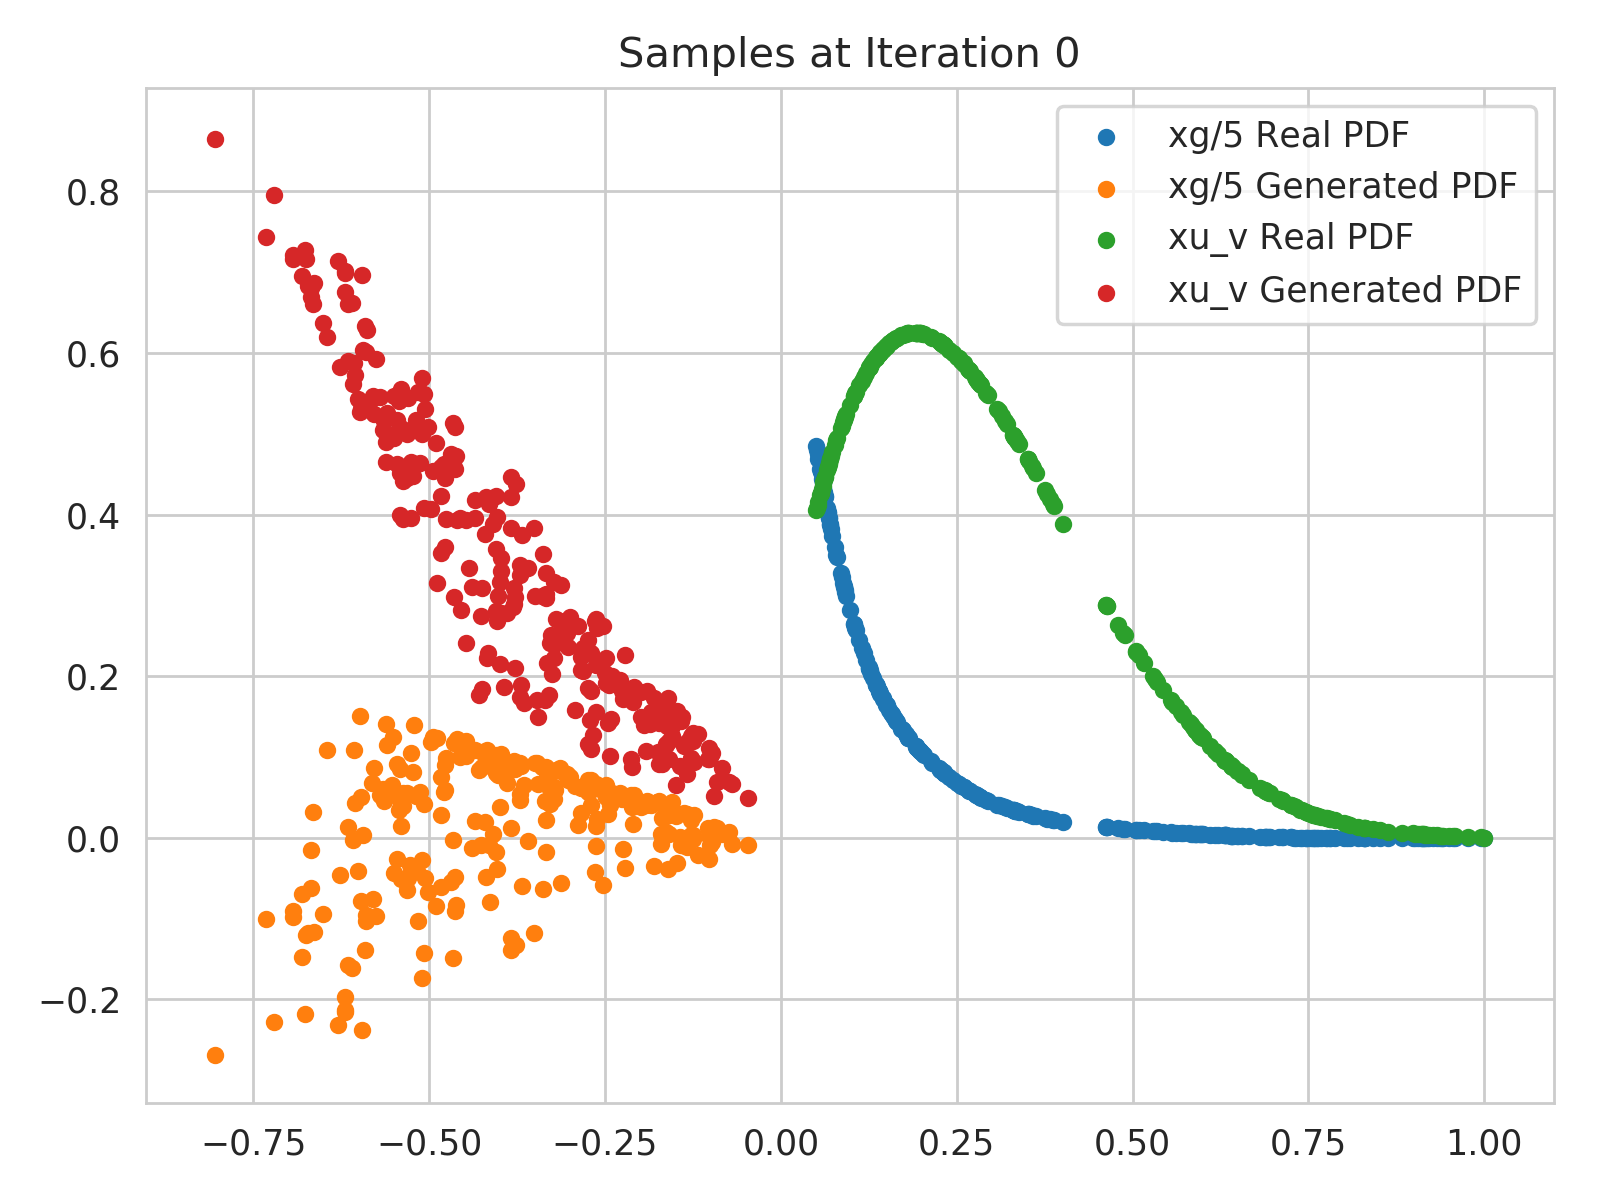 Samples at Iteration 0
xg/5 Real PDF
xg/5 Generated PDF
xu_v Real PDF
xu_v Generated PDF
0.8
0.6
0.4
0.2
0.0
−0.2
−0.75 −0.50 −0.25 0.00 0.25 0.50 0.75 1.00